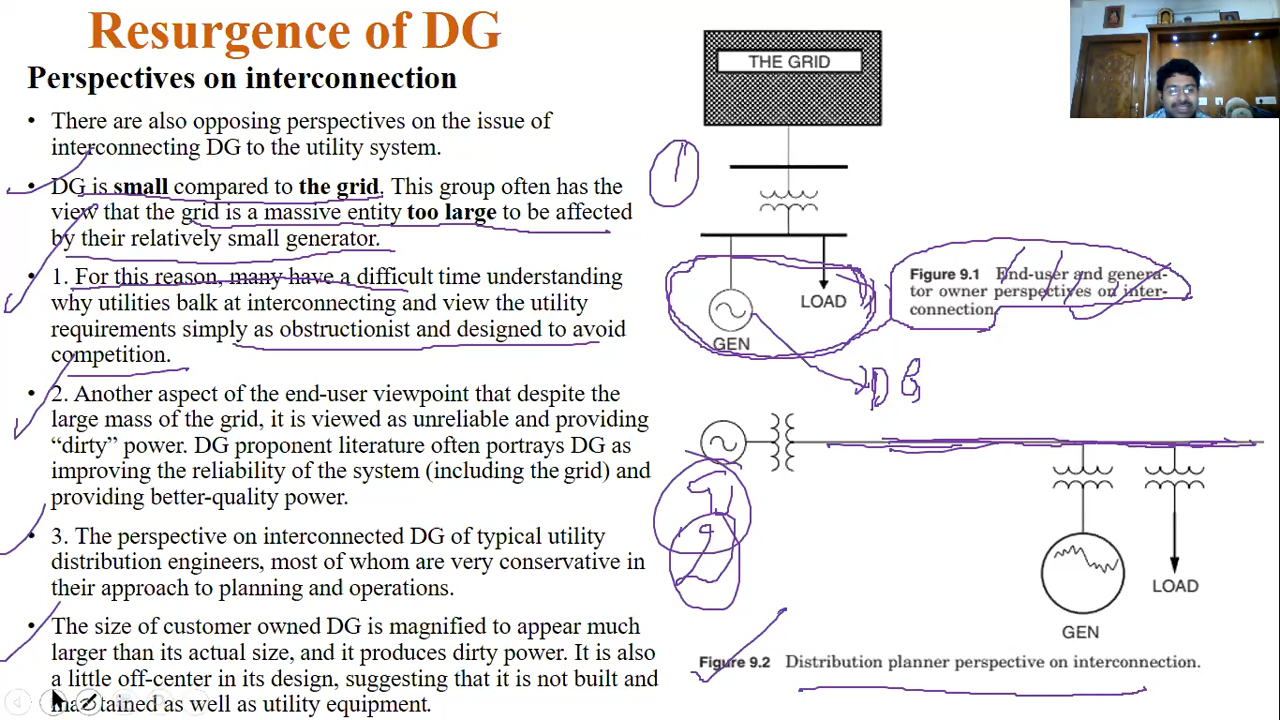 Resurgence of DG
Perspectives on interconnection
• There are also opposing perspectives on the issue of
interconnecting DG to the utility system.
• DG is small compared to the grid. This group often has the
view that the grid is a massive entity too large to be affected
by their relatively small generator.
• 1. For this reason, many have a difficult time understanding
why utilities balk at interconnecting and view the utility
requirements simply as obstructionist and designed to avoid
competition.
• 2. Another aspect of the end-user viewpoint that despite the
large mass of the grid, it is viewed as unreliable and providing
“dirty” power. DG proponent literature often portrays DG as
improving the reliability of the system (including the grid) and
providing better-quality power.
• 3. The perspective on interconnected DG of typical utility
distribution engineers, most of whom are very conservative in
their approach to planning and operations.
• The size of customer owned DG is magnified to appear much
larger than its actual size, and it produces dirty power. It is also
a little off-center in its design, suggesting that it is not built and
maintained as well as utility equipment.
THE GRID
1
LOAD
GEN
DG
Figure 9.1 End-user and genera-
tor owner perspectives on inter-
connection.
2
LOAD
GEN
Figure 9.2 Distribution planner perspective on interconnection.